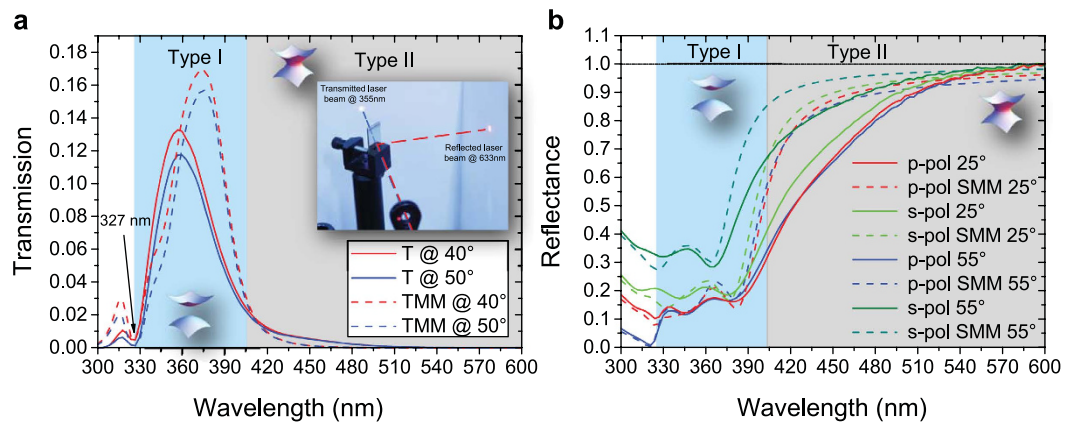 a
Type I
Type II
0.18
0.16
0.14
0.12
0.10
0.08
0.06
0.04
0.02
0.00
Transmission
327 nm
Transmitted laser
beam @ 355nm
Reflected laser
beam @ 633nm
T @ 40°
T @ 50°
TMM @ 40°
TMM @ 50°
300 330 360 390 420 450 480 510 540 570 600
Wavelength (nm)
b
Type I
Type II
1.0
0.9
0.8
0.7
0.6
0.5
0.4
0.3
0.2
0.1
0.0
Reflectance
p-pol 25°
p-pol SMM 25°
s-pol 25°
s-pol SMM 25°
p-pol 55°
p-pol SMM 55°
s-pol 55°
s-pol SMM 55°
300 330 360 390 420 450 480 510 540 570 600
Wavelength (nm)